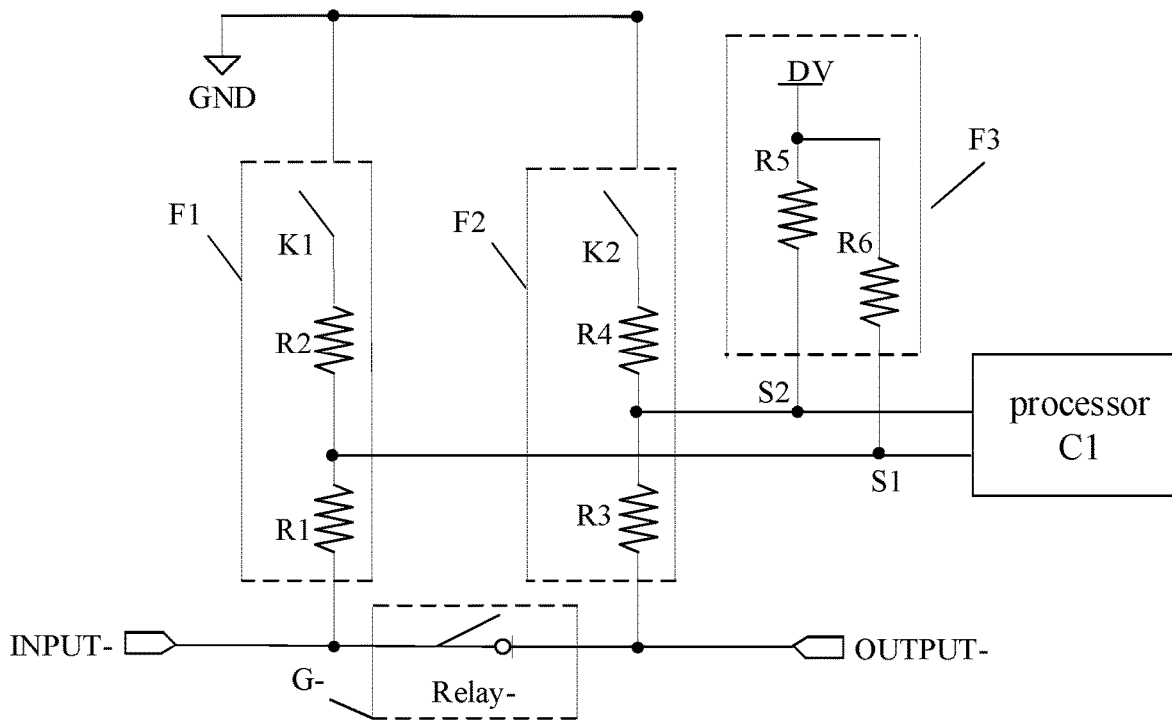 DV
GND
F3
R5
F1
F2
K1
K2
R6
R2
R4
S2
processor
C1
S1
R1
R3
INPUT-
OUTPUT-
G-
Relay-